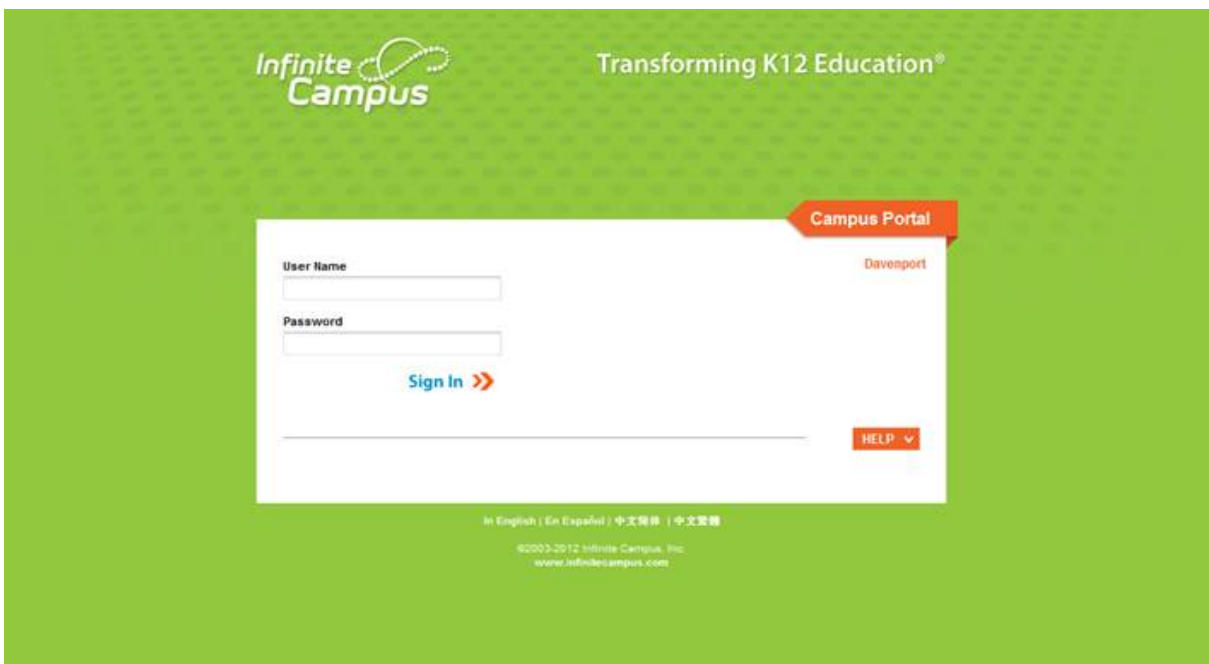 Infinite
Campus
Transforming K12 Education®
Campus Portal
Davenport
User Name
Password
Sign In
HELP
In English | En Español | 中文简体 | 中文繁體
©2003-2012 Infinite Campus, Inc.
www.infinitecampus.com